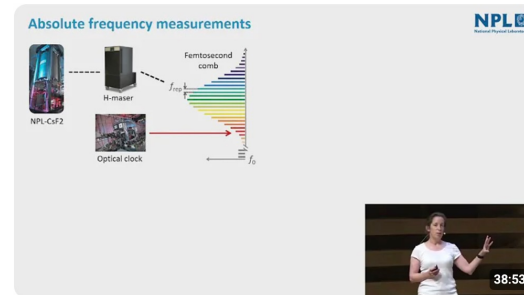 Absolute frequency measurements
NPL
National Physical Laboratory
Femtosecond
comb
f_rep
H-maser
NPL-CsF2
Optical clock
f_0
38:53